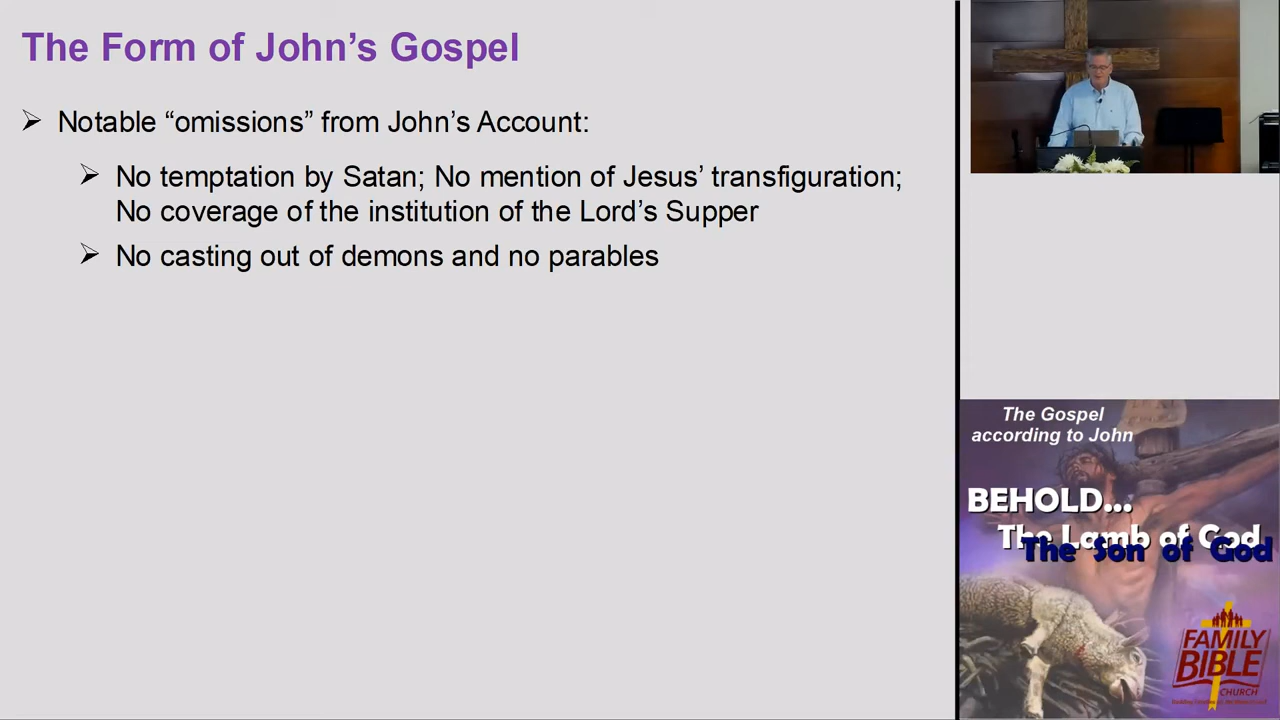 The Form of John’s Gospel
➢ Notable “omissions” from John’s Account:
➢ No temptation by Satan; No mention of Jesus’ transfiguration;
No coverage of the institution of the Lord’s Supper
➢ No casting out of demons and no parables
The Gospel
according to John
BEHOLD...
The Lamb of God
The Son of God
FAMILY
BIBLE
CHURCH